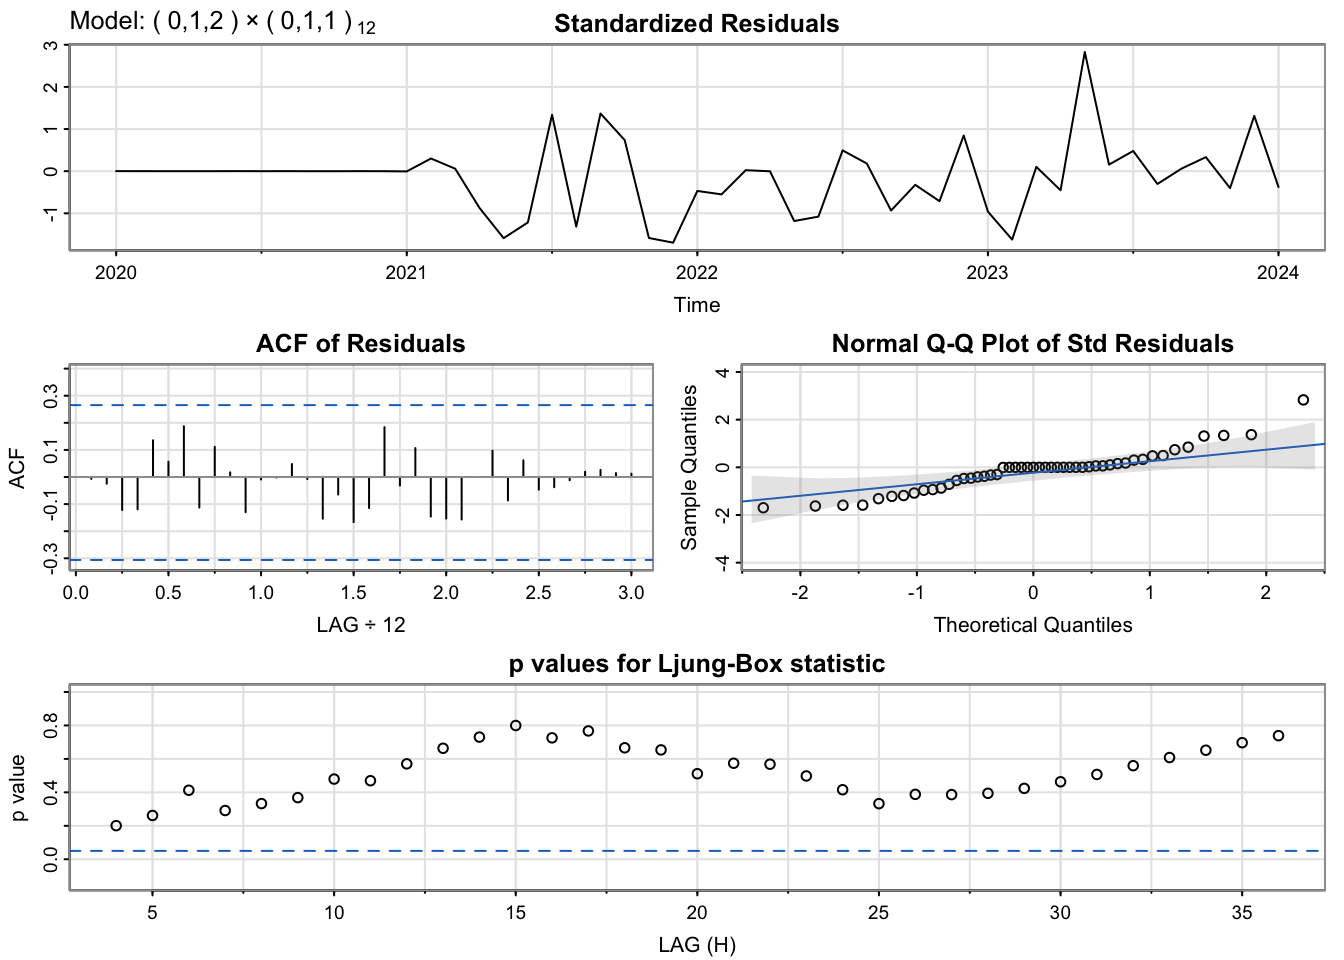 Model: ( 0,1,2 ) × ( 0,1,1 ) 12
Standardized Residuals
3
2
1
0
-1
2020 2021 2022 2023 2024
Time
ACF of Residuals
ACF
0.3
0.1
-0.1
-0.3
0.0 0.5 1.0 1.5 2.0 2.5 3.0
LAG ÷ 12
Normal Q-Q Plot of Std Residuals
Sample Quantiles
4
2
0
-2
-4
-2 -1 0 1 2
Theoretical Quantiles
p values for Ljung-Box statistic
p value
0.8
0.4
0.0
5 10 15 20 25 30 35
LAG (H)